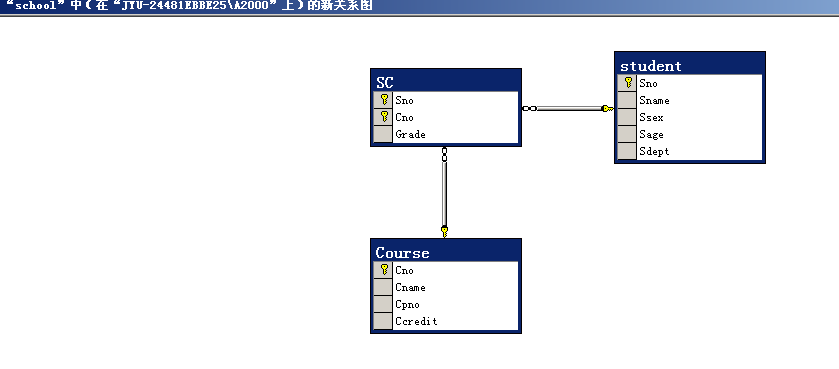 “school”中(在“JYU-24481EBBE25\A2000”上)的新关系图
SC
Sno
Cno
Grade
student
Sno
Sname
Ssex
Sage
Sdept
Course
Cno
Cname
Cpno
Ccredit